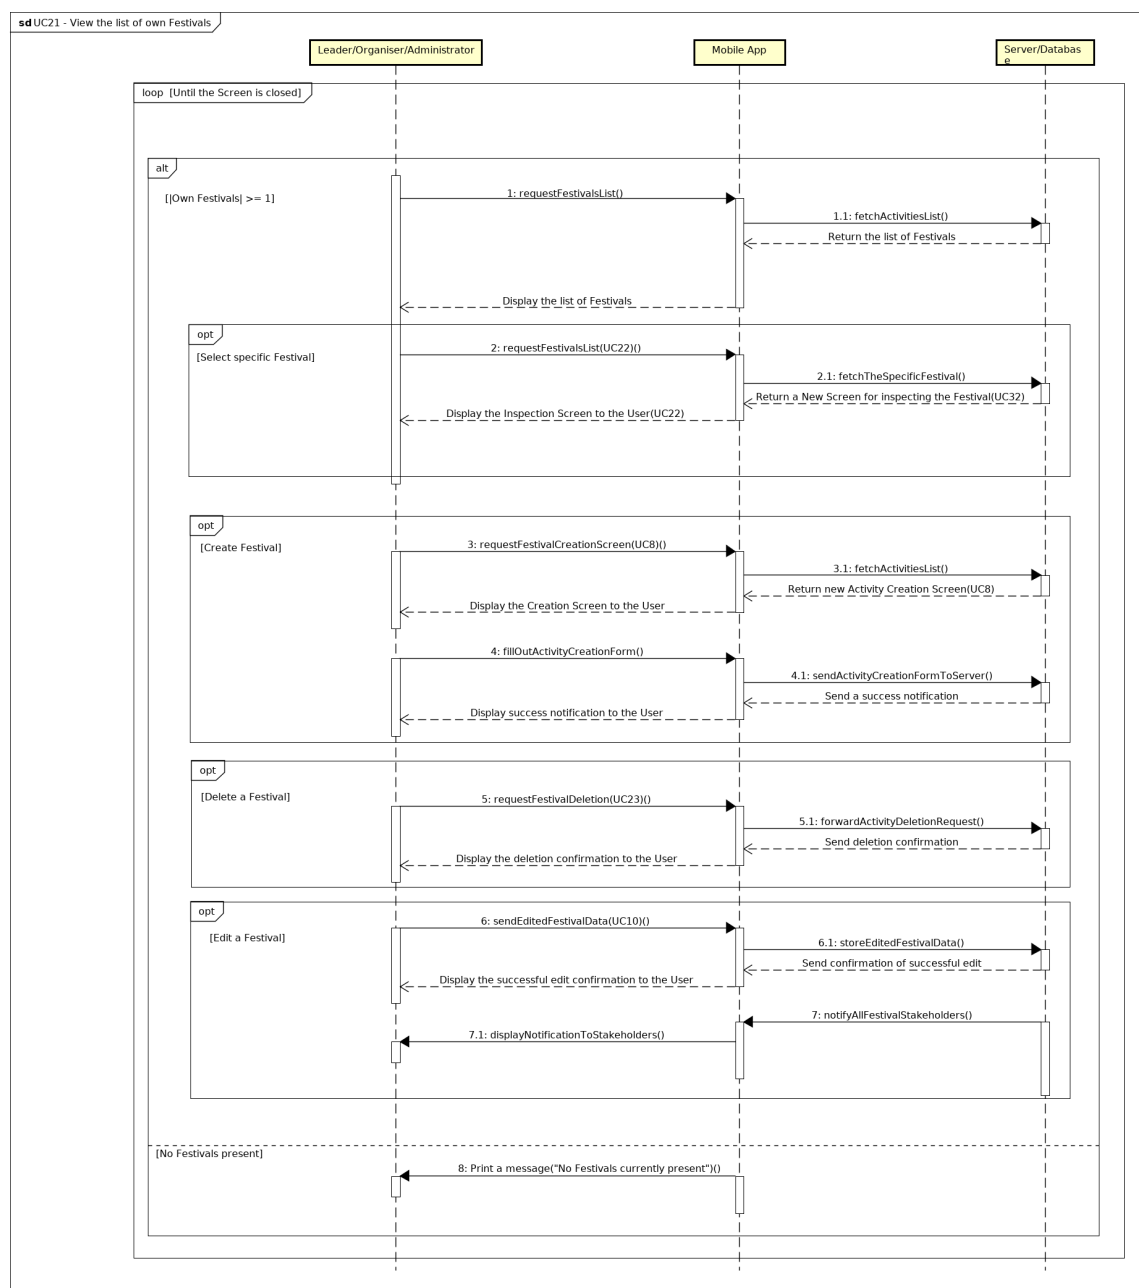 sd UC21 - View the list of own Festivals
Leader/Organiser/Administrator
Mobile App
Server/Databas
e
loop [Until the Screen is closed]
alt
[|Own Festivals| >= 1]
1: requestFestivalsList()
1.1: fetchActivitiesList()
Return the list of Festivals
Display the list of Festivals
opt
[Select specific Festival]
2: requestFestivalsList(UC22)()
2.1: fetchTheSpecificFestival()
Return a New Screen for inspecting the Festival(UC32)
Display the Inspection Screen to the User(UC22)
opt
[Create Festival]
3: requestFestivalCreationScreen(UC8)()
3.1: fetchActivitiesList()
Return new Activity Creation Screen(UC8)
Display the Creation Screen to the User
4: fillOutActivityCreationForm()
4.1: sendActivityCreationFormToServer()
Send a success notification
Display success notification to the User
opt
[Delete a Festival]
5: requestFestivalDeletion(UC23)()
5.1: forwardActivityDeletionRequest()
Send deletion confirmation
Display the deletion confirmation to the User
opt
[Edit a Festival]
6: sendEditedFestivalData(UC10)()
6.1: storeEditedFestivalData()
Send confirmation of successful edit
Display the successful edit confirmation to the User
7: notifyAllFestivalStakeholders()
7.1: displayNotificationToStakeholders()
[No Festivals present]
8: Print a message("No Festivals currently present")()